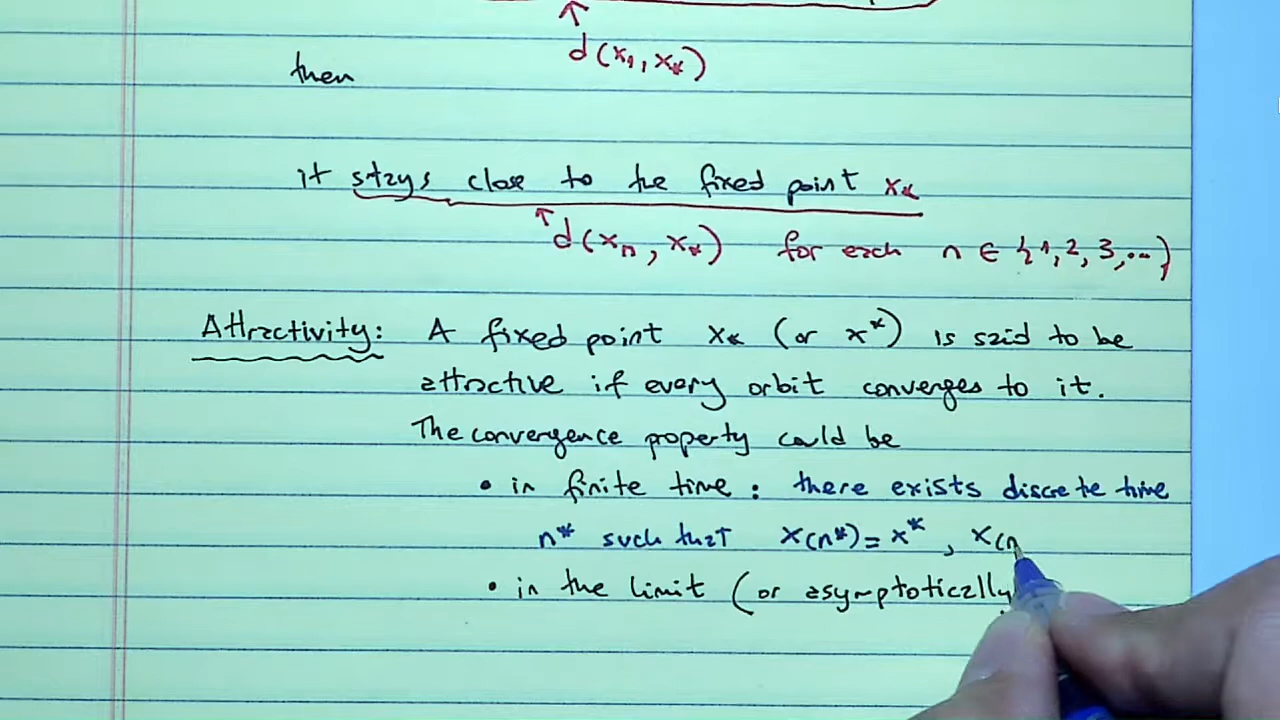 d(x₁, x*)
then
it stays close to the fixed point x*
d(xₙ, x*) for each n ∈ {1, 2, 3, ...}
Attractivity: A fixed point x* (or x*) is said to be
attractive if every orbit converges to it.
The convergence property could be
• in finite time : there exists discrete time
n* such that x(n*) = x*, x(n
• in the limit (or asymptotically